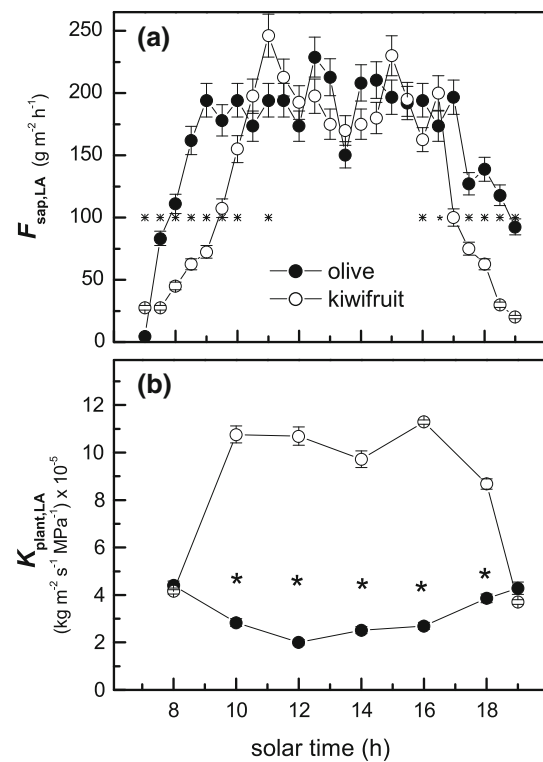 (a)
250
200
150
100
50
0
F sap,LA (g m-2 h-1)
* * * * * * * * * * *
olive
kiwifruit
(b)
12
10
8
6
4
2
0
K plant,LA
(kg m-2 s-1 MPa-1) x 10-5
* * * * *
8 10 12 14 16 18
solar time (h)